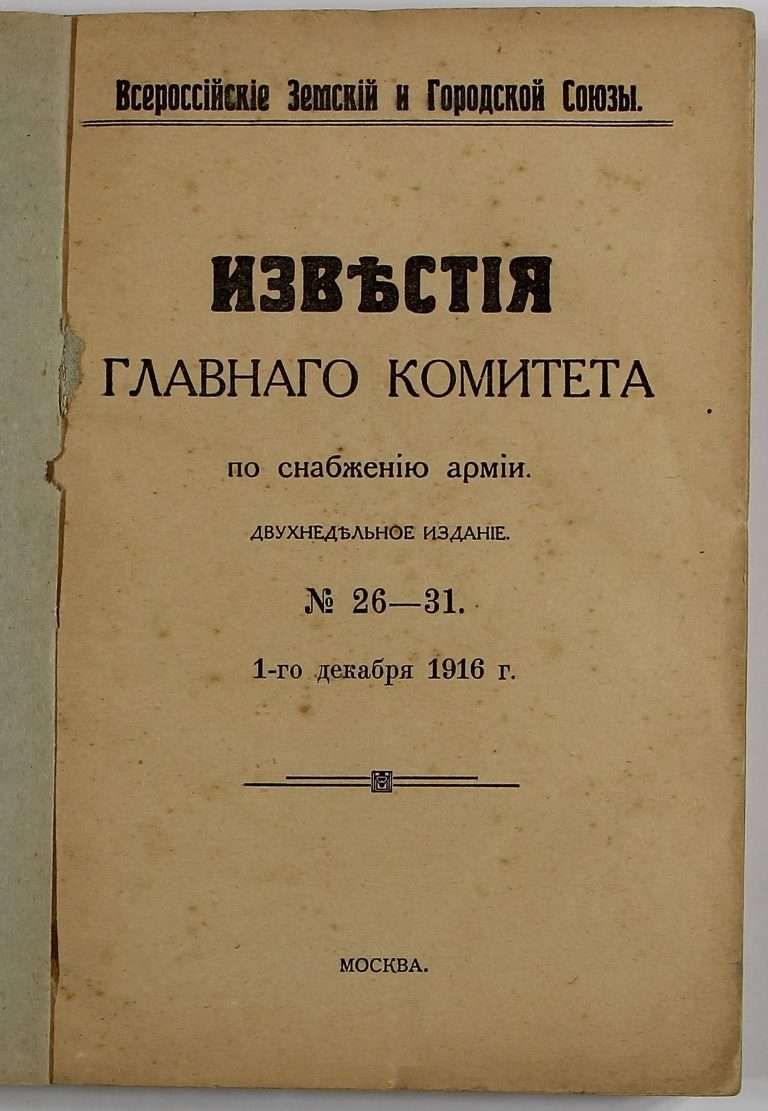 Всероссійскіе Земскій и Городской Союзы.
ИЗВѢСТІЯ
ГЛАВНАГО КОМИТЕТА
по снабженію арміи.
ДВУХНЕДѢЛЬНОЕ ИЗДАНІЕ.
№ 26—31.
1-го декабря 1916 г.
МОСКВА.